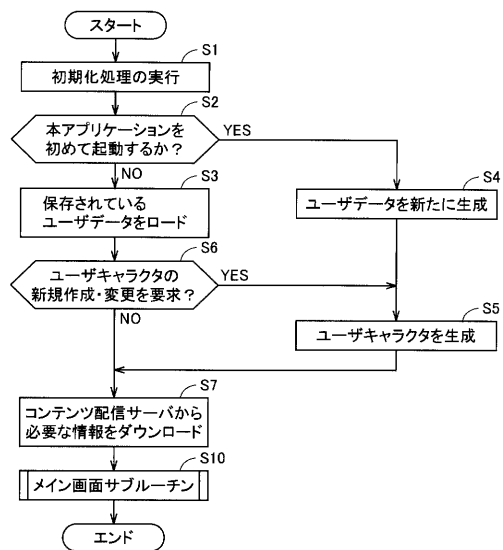 スタート
S1
初期化処理の実行
S2
本アプリケーションを
初めて起動するか？
YES
NO
S3
保存されている
ユーザデータをロード
S4
ユーザデータを新たに生成
S6
ユーザキャラクタの
新規作成・変更を要求？
YES
NO
S5
ユーザキャラクタを生成
S7
コンテンツ配信サーバから
必要な情報をダウンロード
S10
メイン画面サブルーチン
エンド